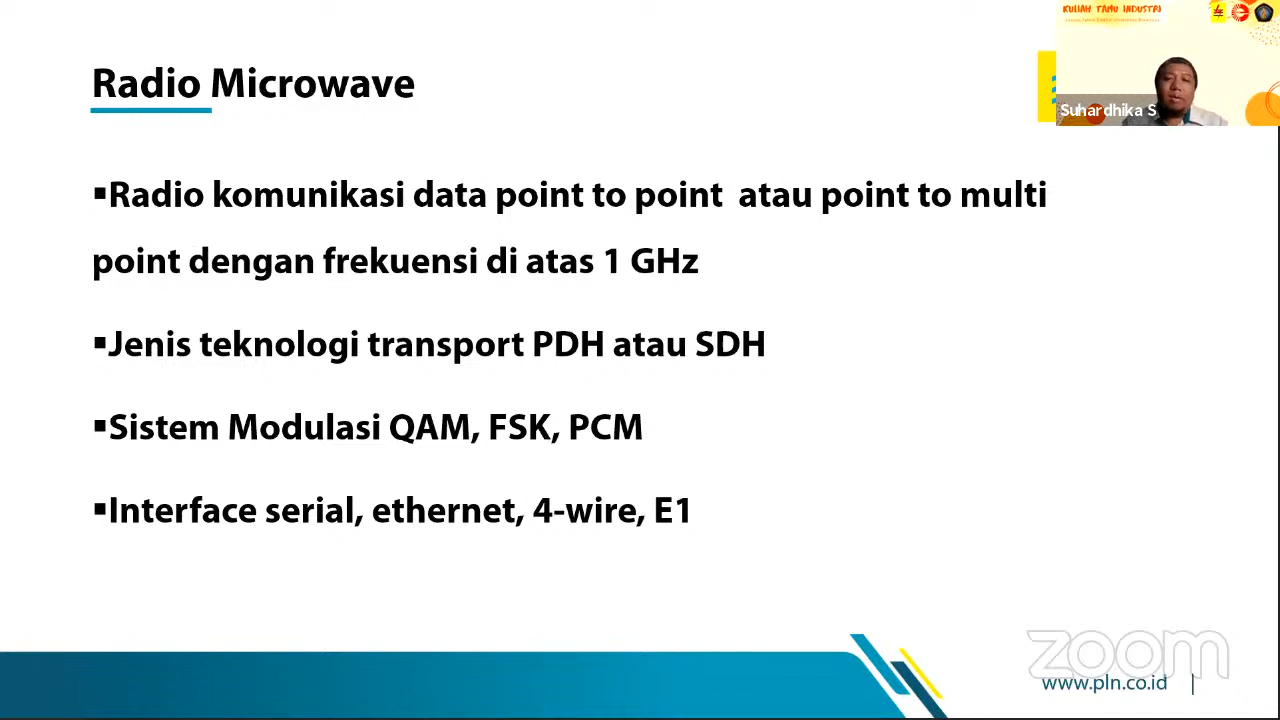 KULIAH TAMU INDUSTRI
Radio Microwave
Suhardhika S
▪Radio komunikasi data point to point  atau point to multi
point dengan frekuensi di atas 1 GHz
▪Jenis teknologi transport PDH atau SDH
▪Sistem Modulasi QAM, FSK, PCM
▪Interface serial, ethernet, 4-wire, E1
zoom
www.pln.co.id |